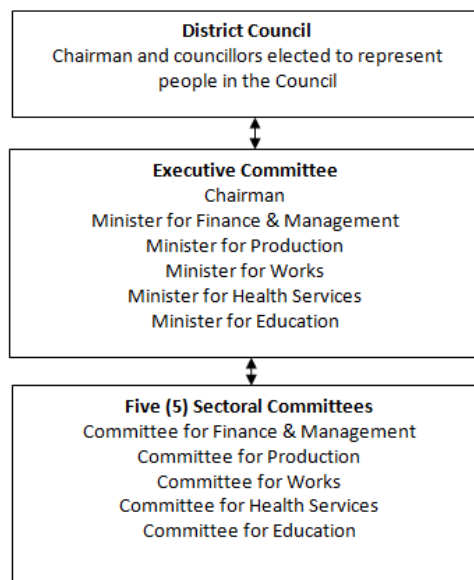 District Council
Chairman and councillors elected to represent
people in the Council
Executive Committee
Chairman
Minister for Finance & Management
Minister for Production
Minister for Works
Minister for Health Services
Minister for Education
Five (5) Sectoral Committees
Committee for Finance & Management
Committee for Production
Committee for Works
Committee for Health Services
Committee for Education